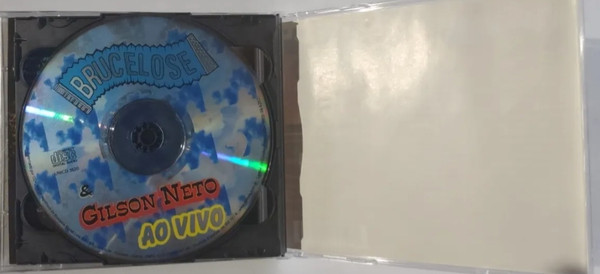 BRUCELOSE
& GILSON NETO
AO VIVO